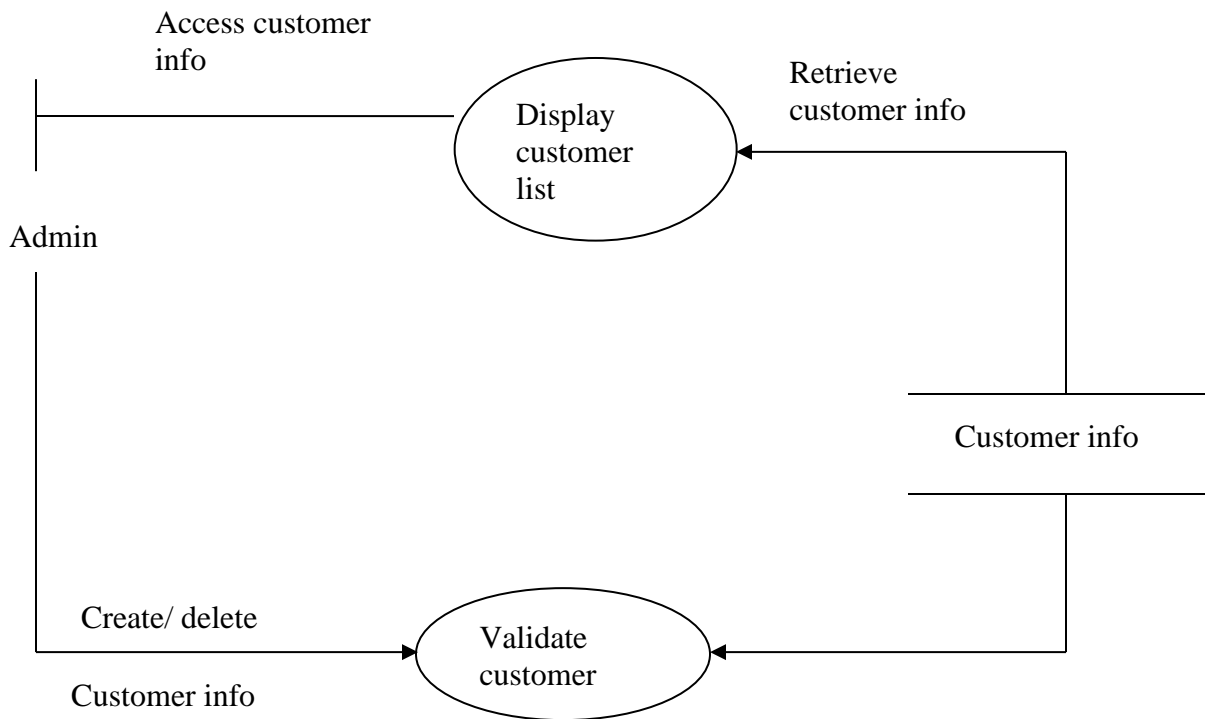 Access customer
info
Retrieve
customer info
Display
customer
list
Admin
Customer info
Create/ delete
Validate
customer
Customer info